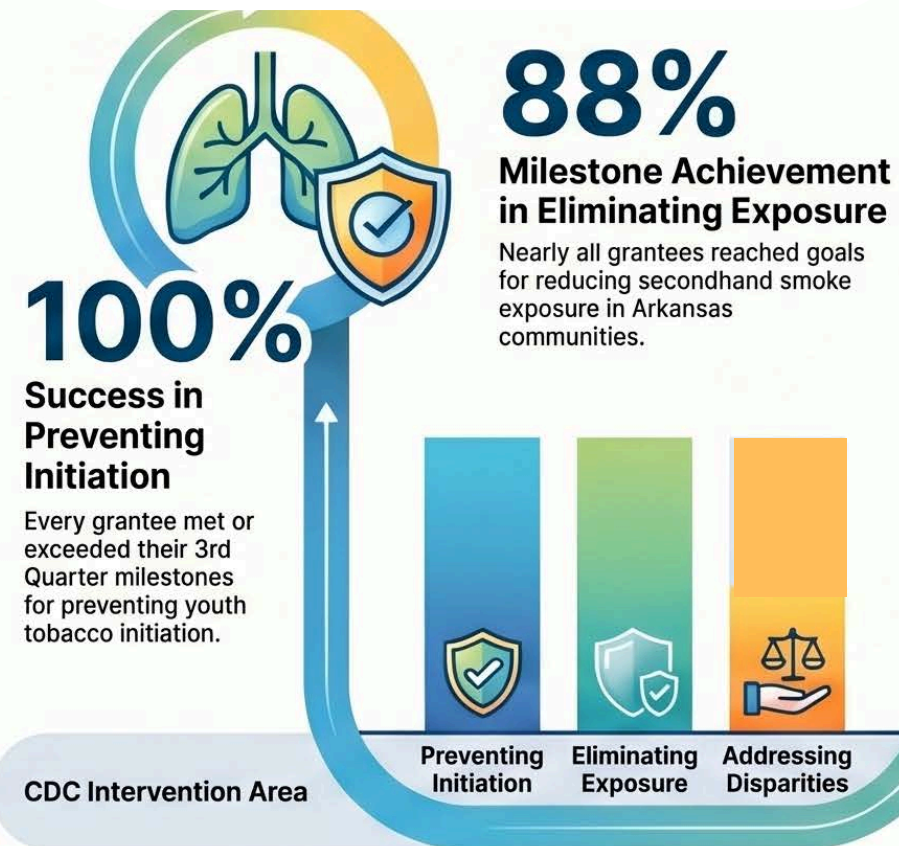 88%
Milestone Achievement
in Eliminating Exposure
Nearly all grantees reached goals
for reducing secondhand smoke
exposure in Arkansas
communities.
100%
Success in
Preventing
Initiation
Every grantee met or
exceeded their 3rd
Quarter milestones
for preventing youth
tobacco initiation.
CDC Intervention Area
Preventing
Initiation
Eliminating
Exposure
Addressing
Disparities